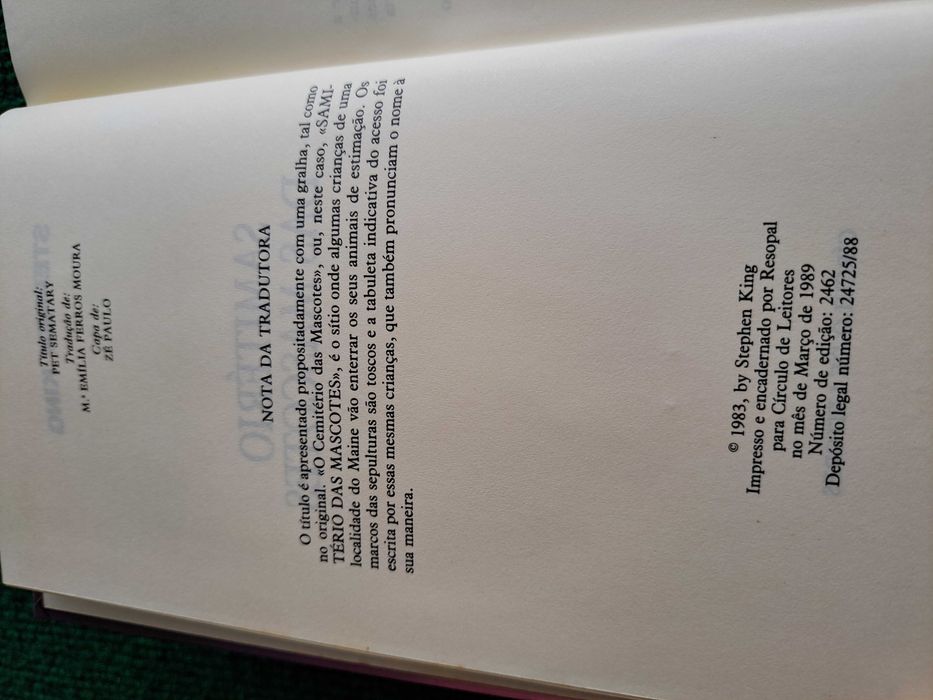 Título original:
PET SEMATARY
Tradução de:
M.ª EMÍLIA FERROS MOURA
Capa de:
ZÉ PAULO
NOTA DA TRADUTORA
O título é apresentado propositadamente com uma gralha, tal como
no original. «O Cemitério das Mascotes», ou, neste caso, «SAMI-
TÉRIO DAS MASCOTES», é o sítio onde algumas crianças de uma
localidade do Maine vão enterrar os seus animais de estimação. Os
marcos das sepulturas são toscos e a tabuleta indicativa do acesso foi
escrita por essas mesmas crianças, que também pronunciam o nome à
sua maneira.
© 1983, by Stephen King
Impresso e encadernado por Resopal
para Círculo de Leitores
no mês de Março de 1989
Número de edição: 2462
Depósito legal número: 24725/88